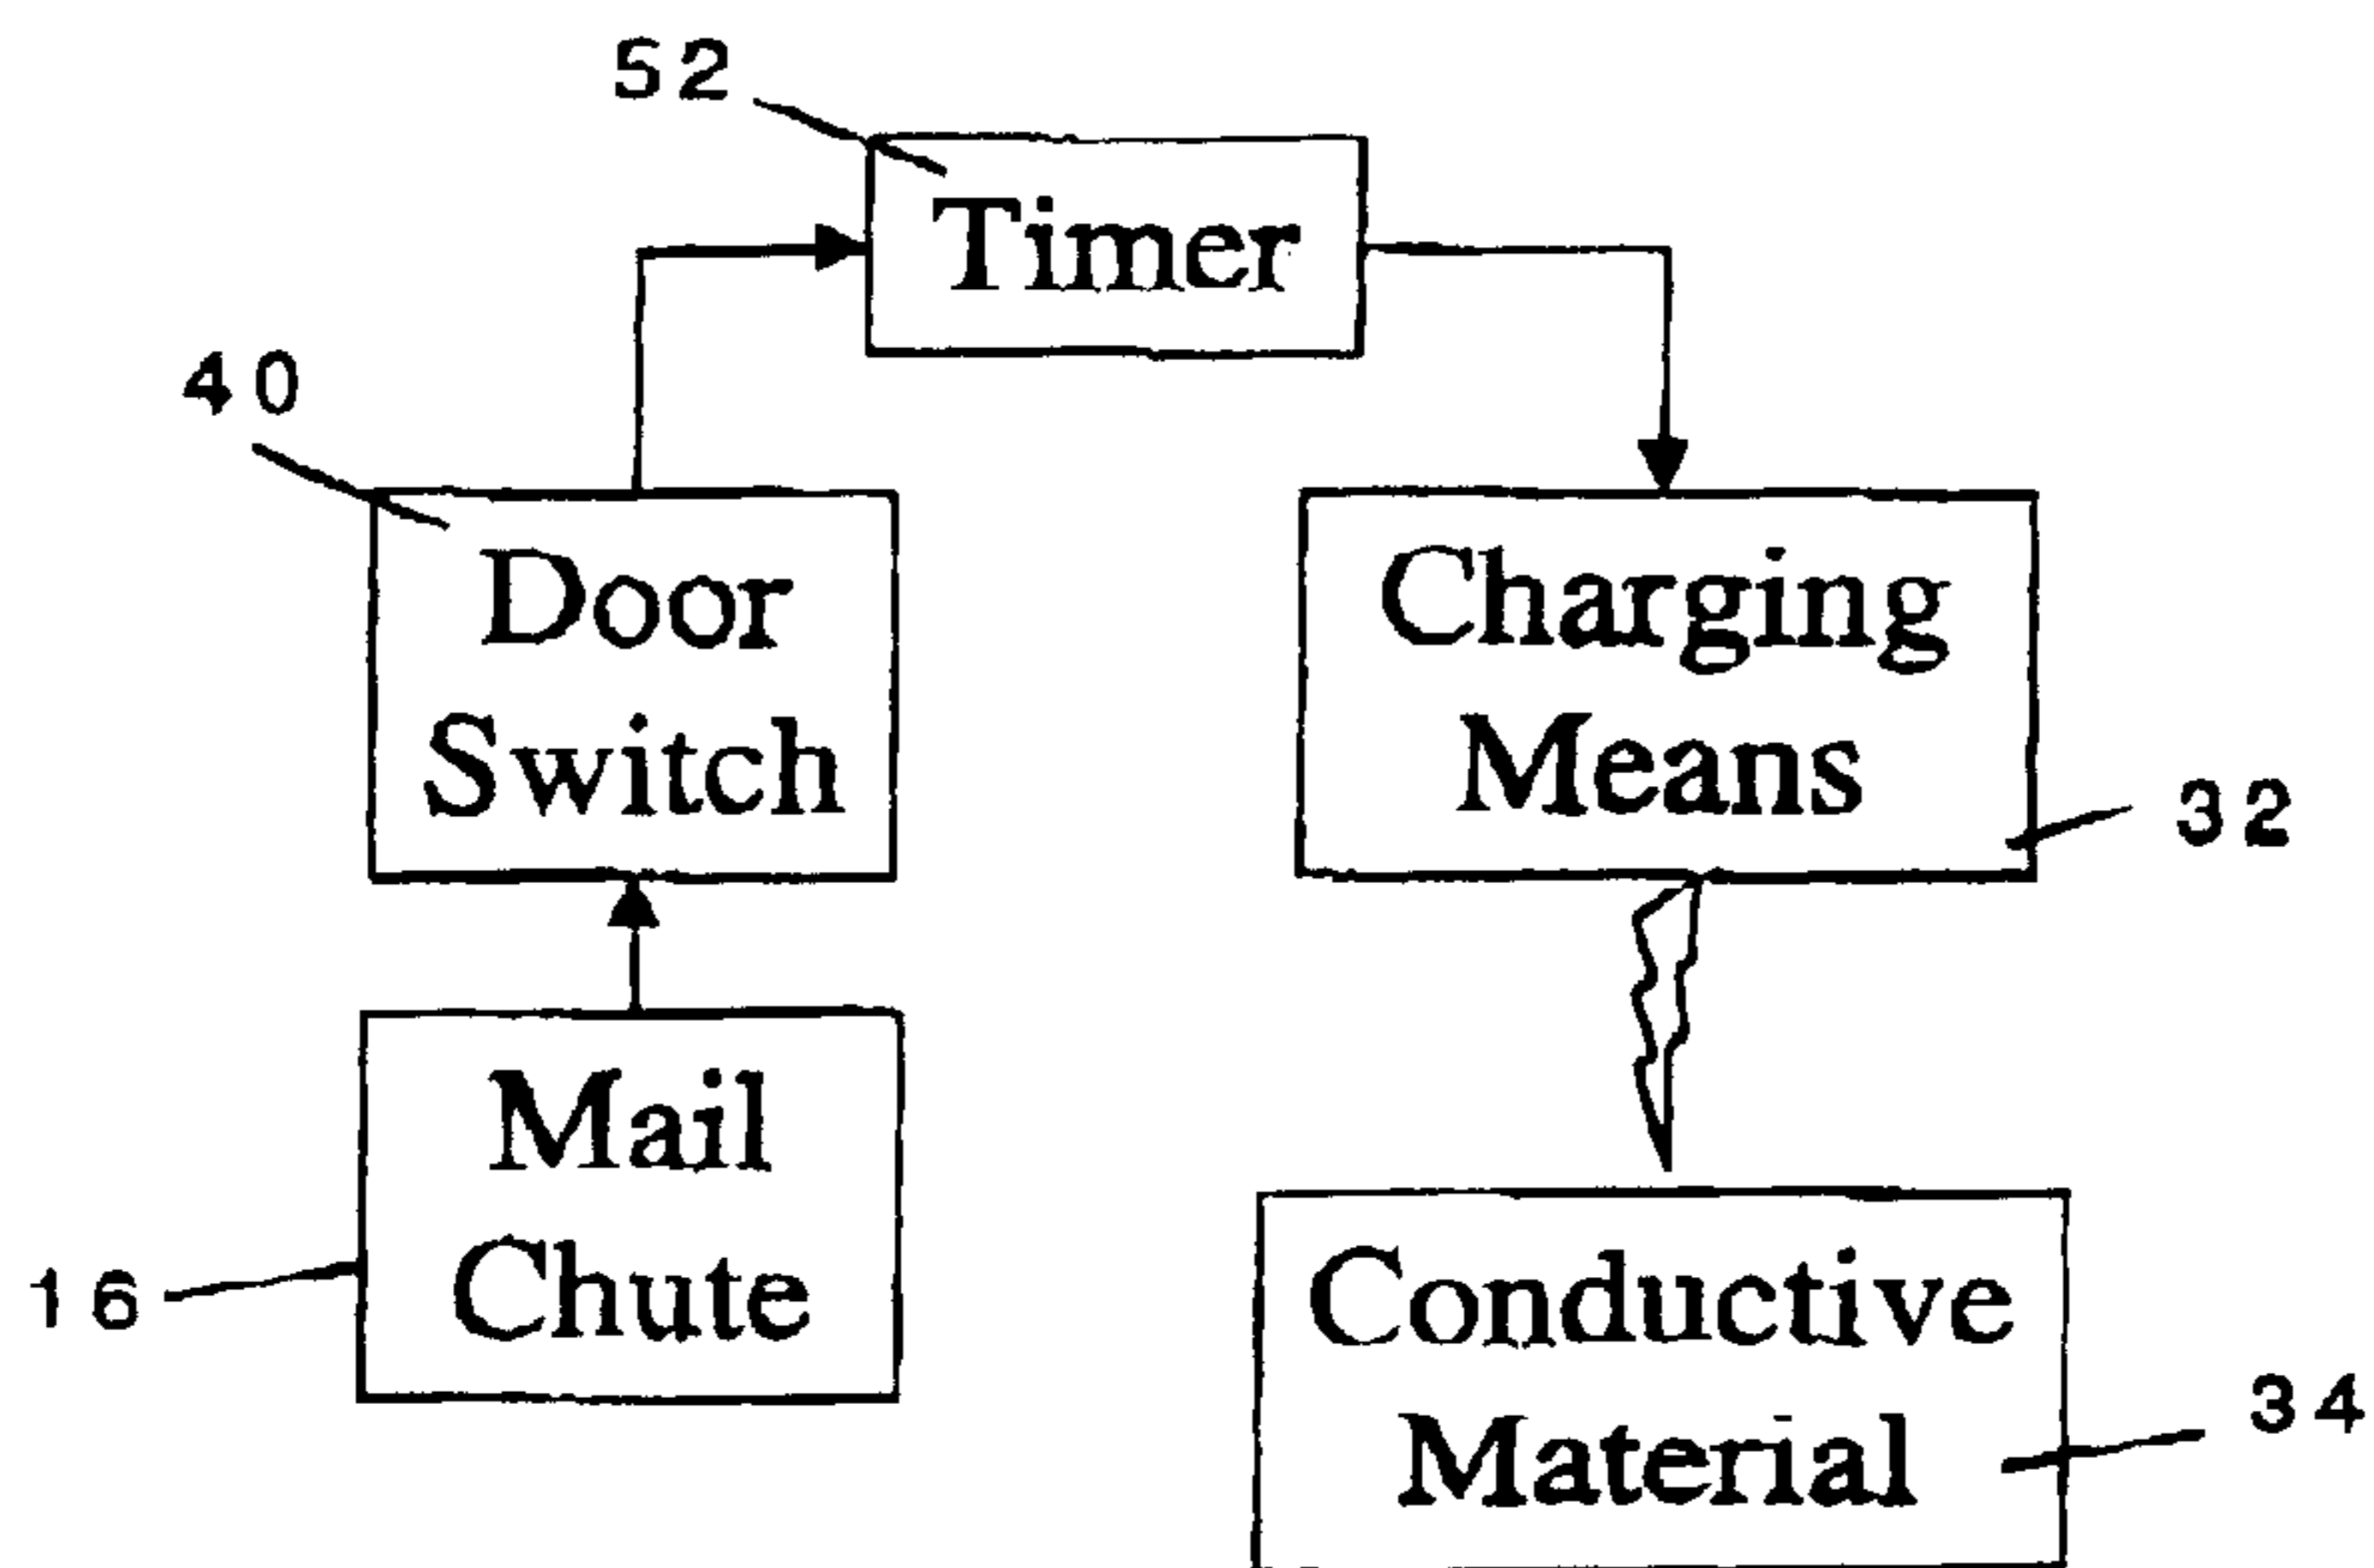 52
Timer
40
Door
Switch
Charging
Means
32
Mail
Chute
16
Conductive
Material
34